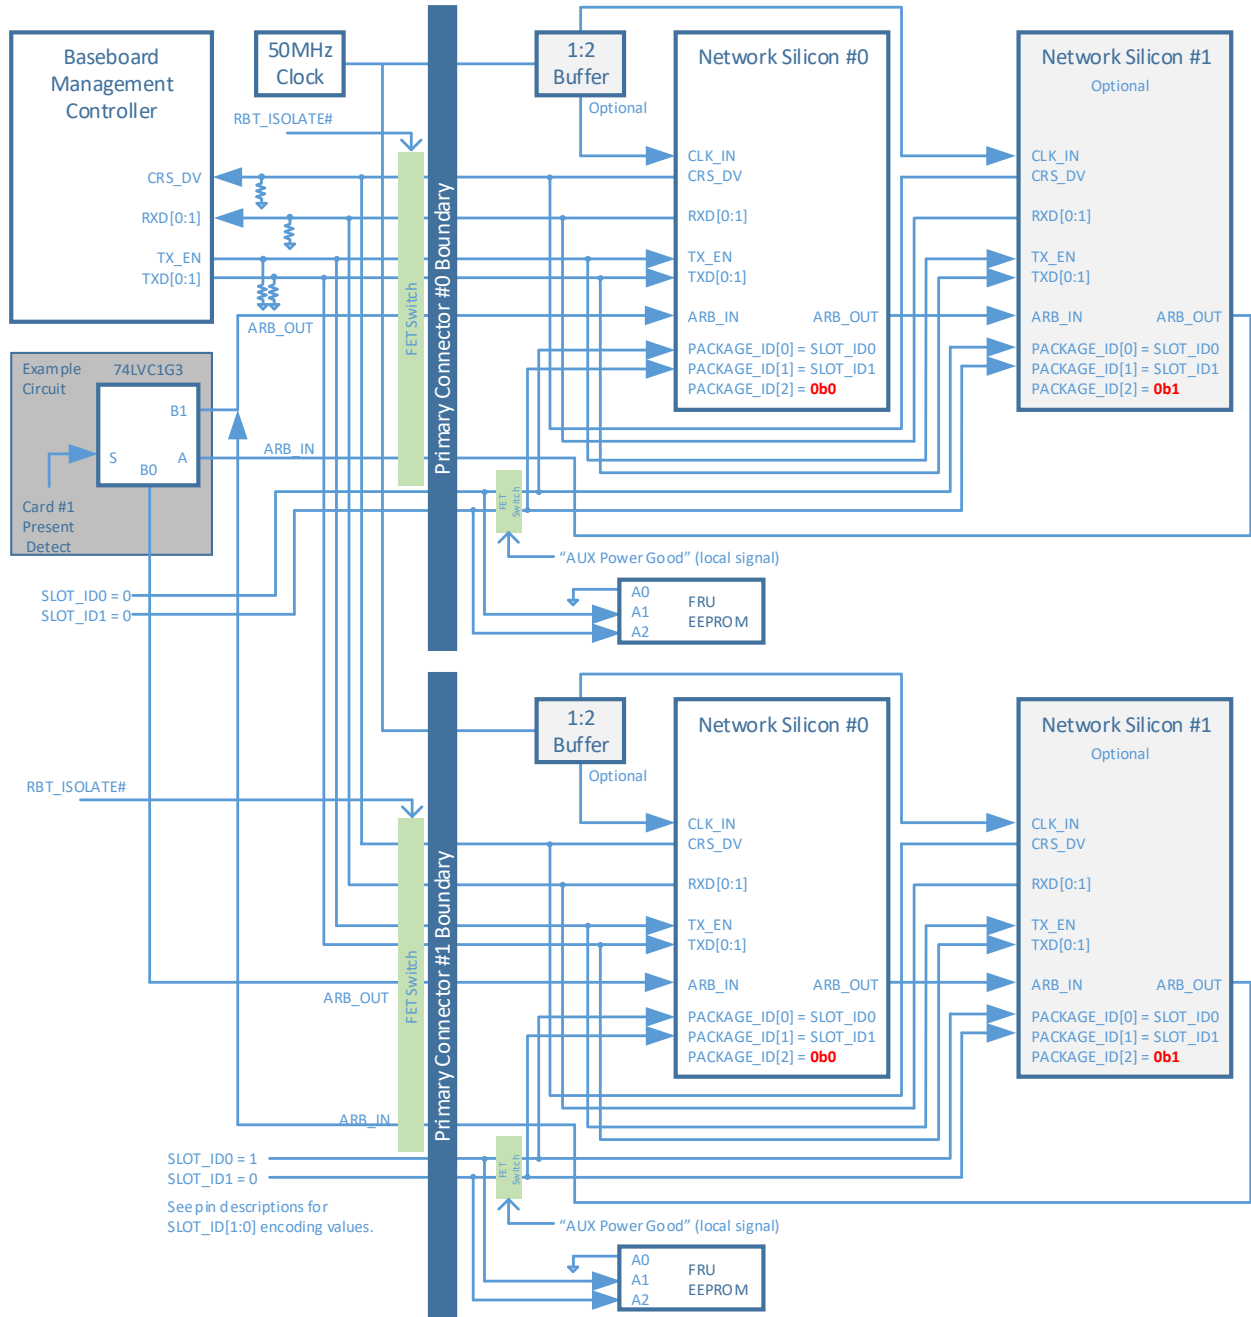 Baseboard
Management
Controller
CRS_DV
RXD[0:1]
TX_EN
TXD[0:1]
50MHz
Clock
RBT_ISOLATE#
ARB_OUT
Example
Circuit
74LVC1G3
B1
S
A
B0
Card #1
Present
Detect
ARB_IN
SLOT_ID0 = 0
SLOT_ID1 = 0
FET Switch
Primary Connector #0 Boundary
1:2
Buffer
Optional
Network Silicon #0
CLK_IN
CRS_DV
RXD[0:1]
TX_EN
TXD[0:1]
ARB_IN
ARB_OUT
PACKAGE_ID[0] = SLOT_ID0
PACKAGE_ID[1] = SLOT_ID1
PACKAGE_ID[2] = 0b0
Network Silicon #1
Optional
CLK_IN
CRS_DV
RXD[0:1]
TX_EN
TXD[0:1]
ARB_IN
ARB_OUT
PACKAGE_ID[0] = SLOT_ID0
PACKAGE_ID[1] = SLOT_ID1
PACKAGE_ID[2] = 0b1
FET
Switch
“AUX Power Good” (local signal)
A0
A1
A2
FRU
EEPROM
RBT_ISOLATE#
ARB_OUT
ARB_IN
SLOT_ID0 = 1
SLOT_ID1 = 0
See pin descriptions for
SLOT_ID[1:0] encoding values.
FET Switch
Primary Connector #1 Boundary
1:2
Buffer
Optional
Network Silicon #0
CLK_IN
CRS_DV
RXD[0:1]
TX_EN
TXD[0:1]
ARB_IN
ARB_OUT
PACKAGE_ID[0] = SLOT_ID0
PACKAGE_ID[1] = SLOT_ID1
PACKAGE_ID[2] = 0b0
Network Silicon #1
Optional
CLK_IN
CRS_DV
RXD[0:1]
TX_EN
TXD[0:1]
ARB_IN
ARB_OUT
PACKAGE_ID[0] = SLOT_ID0
PACKAGE_ID[1] = SLOT_ID1
PACKAGE_ID[2] = 0b1
FET
Switch
“AUX Power Good” (local signal)
A0
A1
A2
FRU
EEPROM